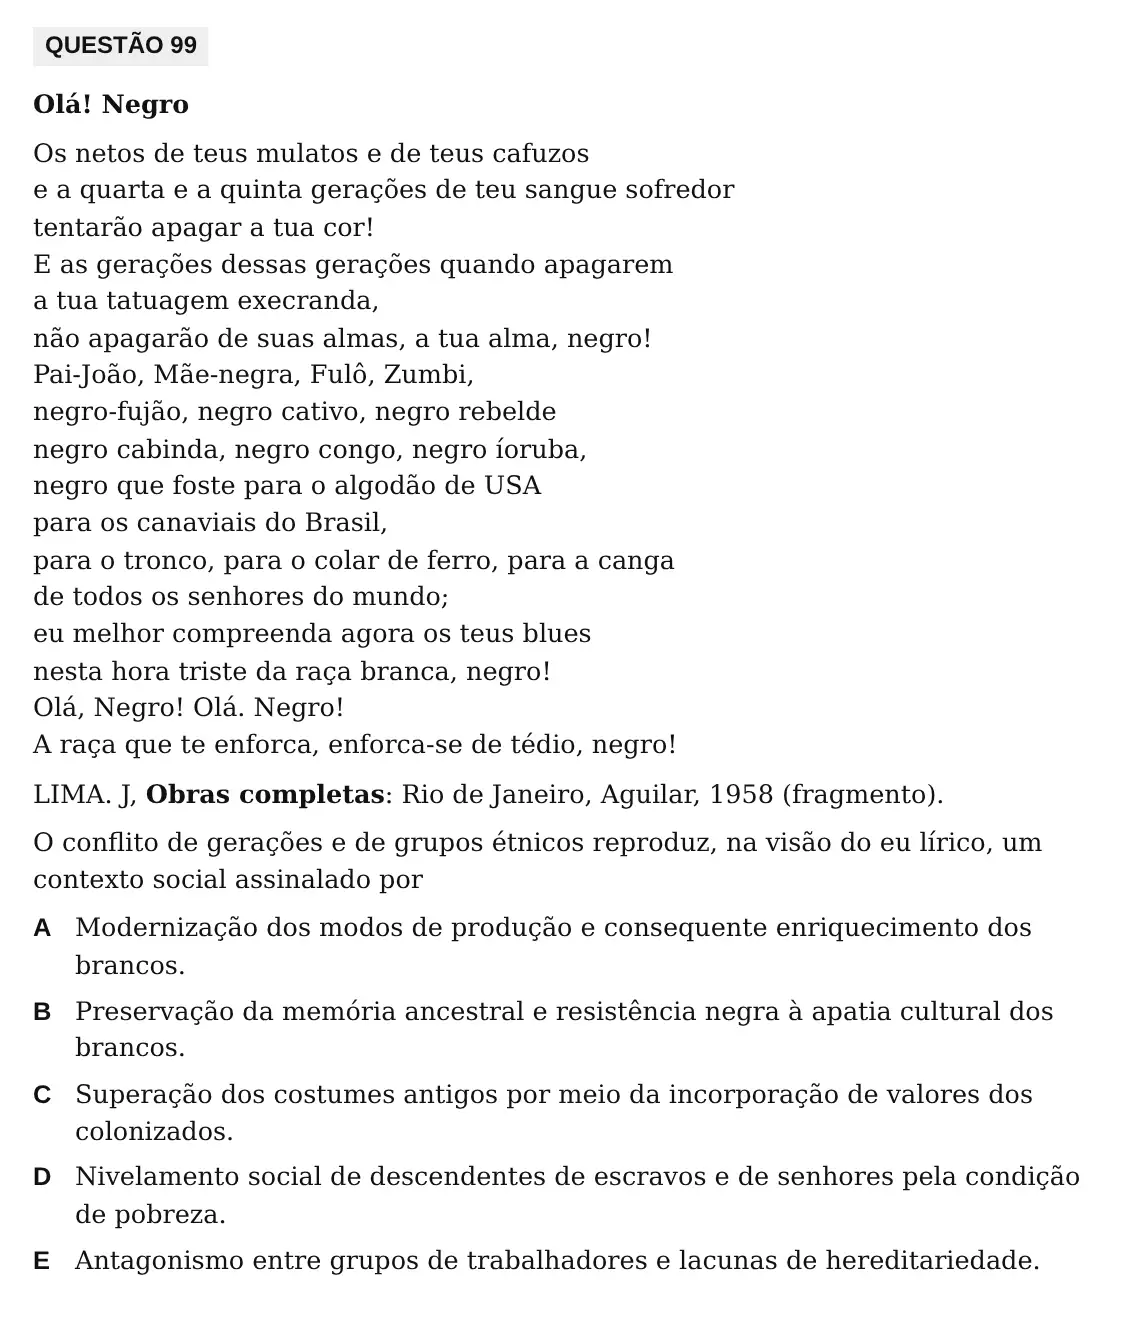 QUESTÃO 99
Olá! Negro
Os netos de teus mulatos e de teus cafuzos
e a quarta e a quinta gerações de teu sangue sofredor
tentarão apagar a tua cor!
E as gerações dessas gerações quando apagarem
a tua tatuagem execranda,
não apagarão de suas almas, a tua alma, negro!
Pai-João, Mãe-negra, Fulô, Zumbi,
negro-fujão, negro cativo, negro rebelde
negro cabinda, negro congo, negro íoruba,
negro que foste para o algodão de USA
para os canaviais do Brasil,
para o tronco, para o colar de ferro, para a canga
de todos os senhores do mundo;
eu melhor compreenda agora os teus blues
nesta hora triste da raça branca, negro!
Olá, Negro! Olá. Negro!
A raça que te enforca, enforca-se de tédio, negro!
LIMA. J, Obras completas: Rio de Janeiro, Aguilar, 1958 (fragmento).
O conflito de gerações e de grupos étnicos reproduz, na visão do eu lírico, um
contexto social assinalado por
A Modernização dos modos de produção e consequente enriquecimento dos
brancos.
B Preservação da memória ancestral e resistência negra à apatia cultural dos
brancos.
C Superação dos costumes antigos por meio da incorporação de valores dos
colonizados.
D Nivelamento social de descendentes de escravos e de senhores pela condição
de pobreza.
E Antagonismo entre grupos de trabalhadores e lacunas de hereditariedade.